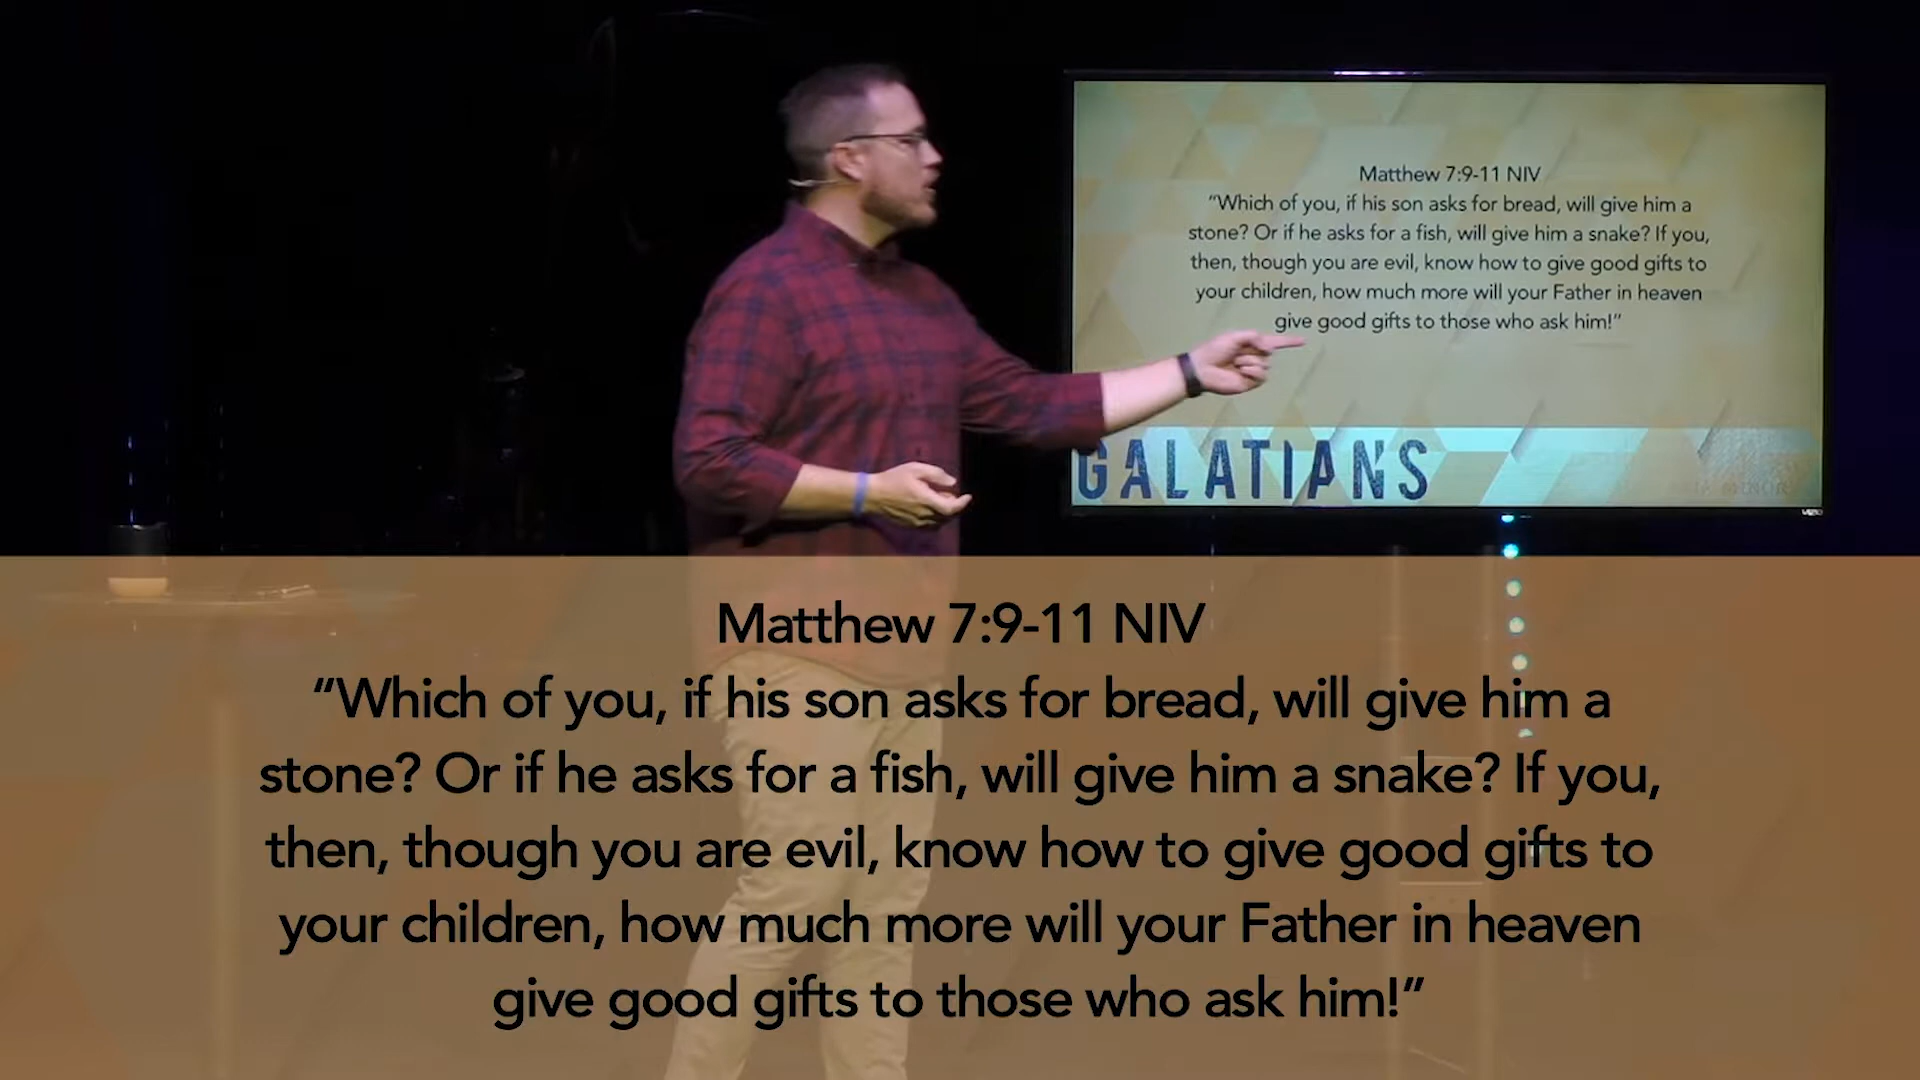 Matthew 7:9-11 NIV
“Which of you, if his son asks for bread, will give him a
stone? Or if he asks for a fish, will give him a snake? If you,
then, though you are evil, know how to give good gifts to
your children, how much more will your Father in heaven
give good gifts to those who ask him!”
GALATIANS
VIZIO
Matthew 7:9-11 NIV
“Which of you, if his son asks for bread, will give him a
stone? Or if he asks for a fish, will give him a snake? If you,
then, though you are evil, know how to give good gifts to
your children, how much more will your Father in heaven
give good gifts to those who ask him!”